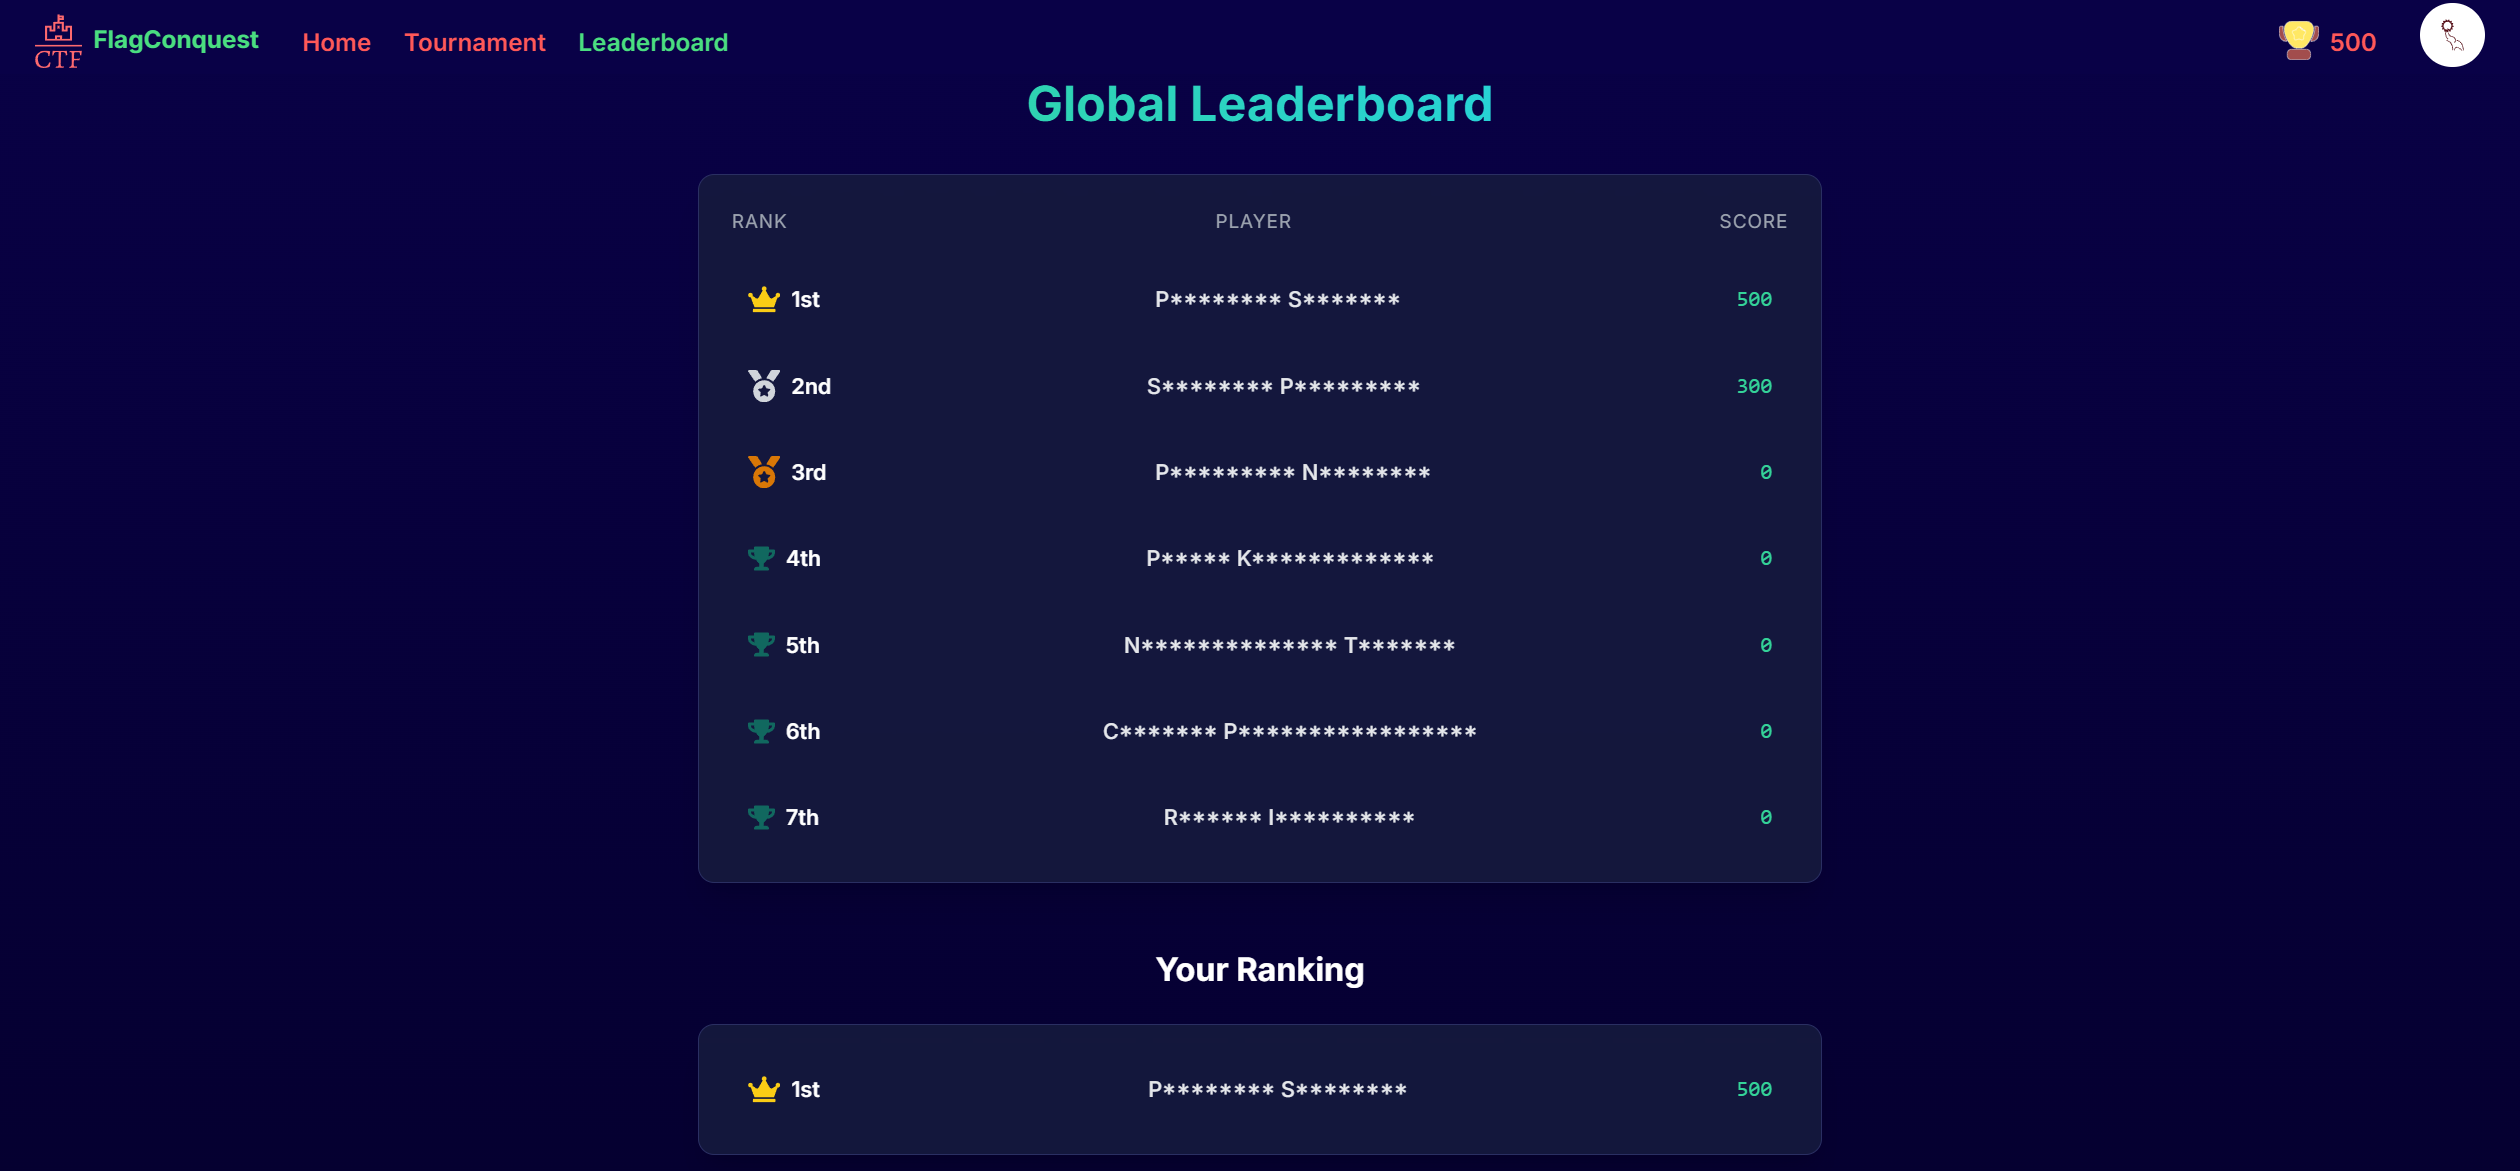 CTF FlagConquest Home Tournament Leaderboard 500
Global Leaderboard
RANK PLAYER SCORE
1st P******** S******* 500
2nd S******** P********* 300
3rd P********* N******** 0
4th P***** K************* 0
5th N************** T******* 0
6th C******* P***************** 0
7th R****** I********** 0
Your Ranking
1st P******** S******** 500